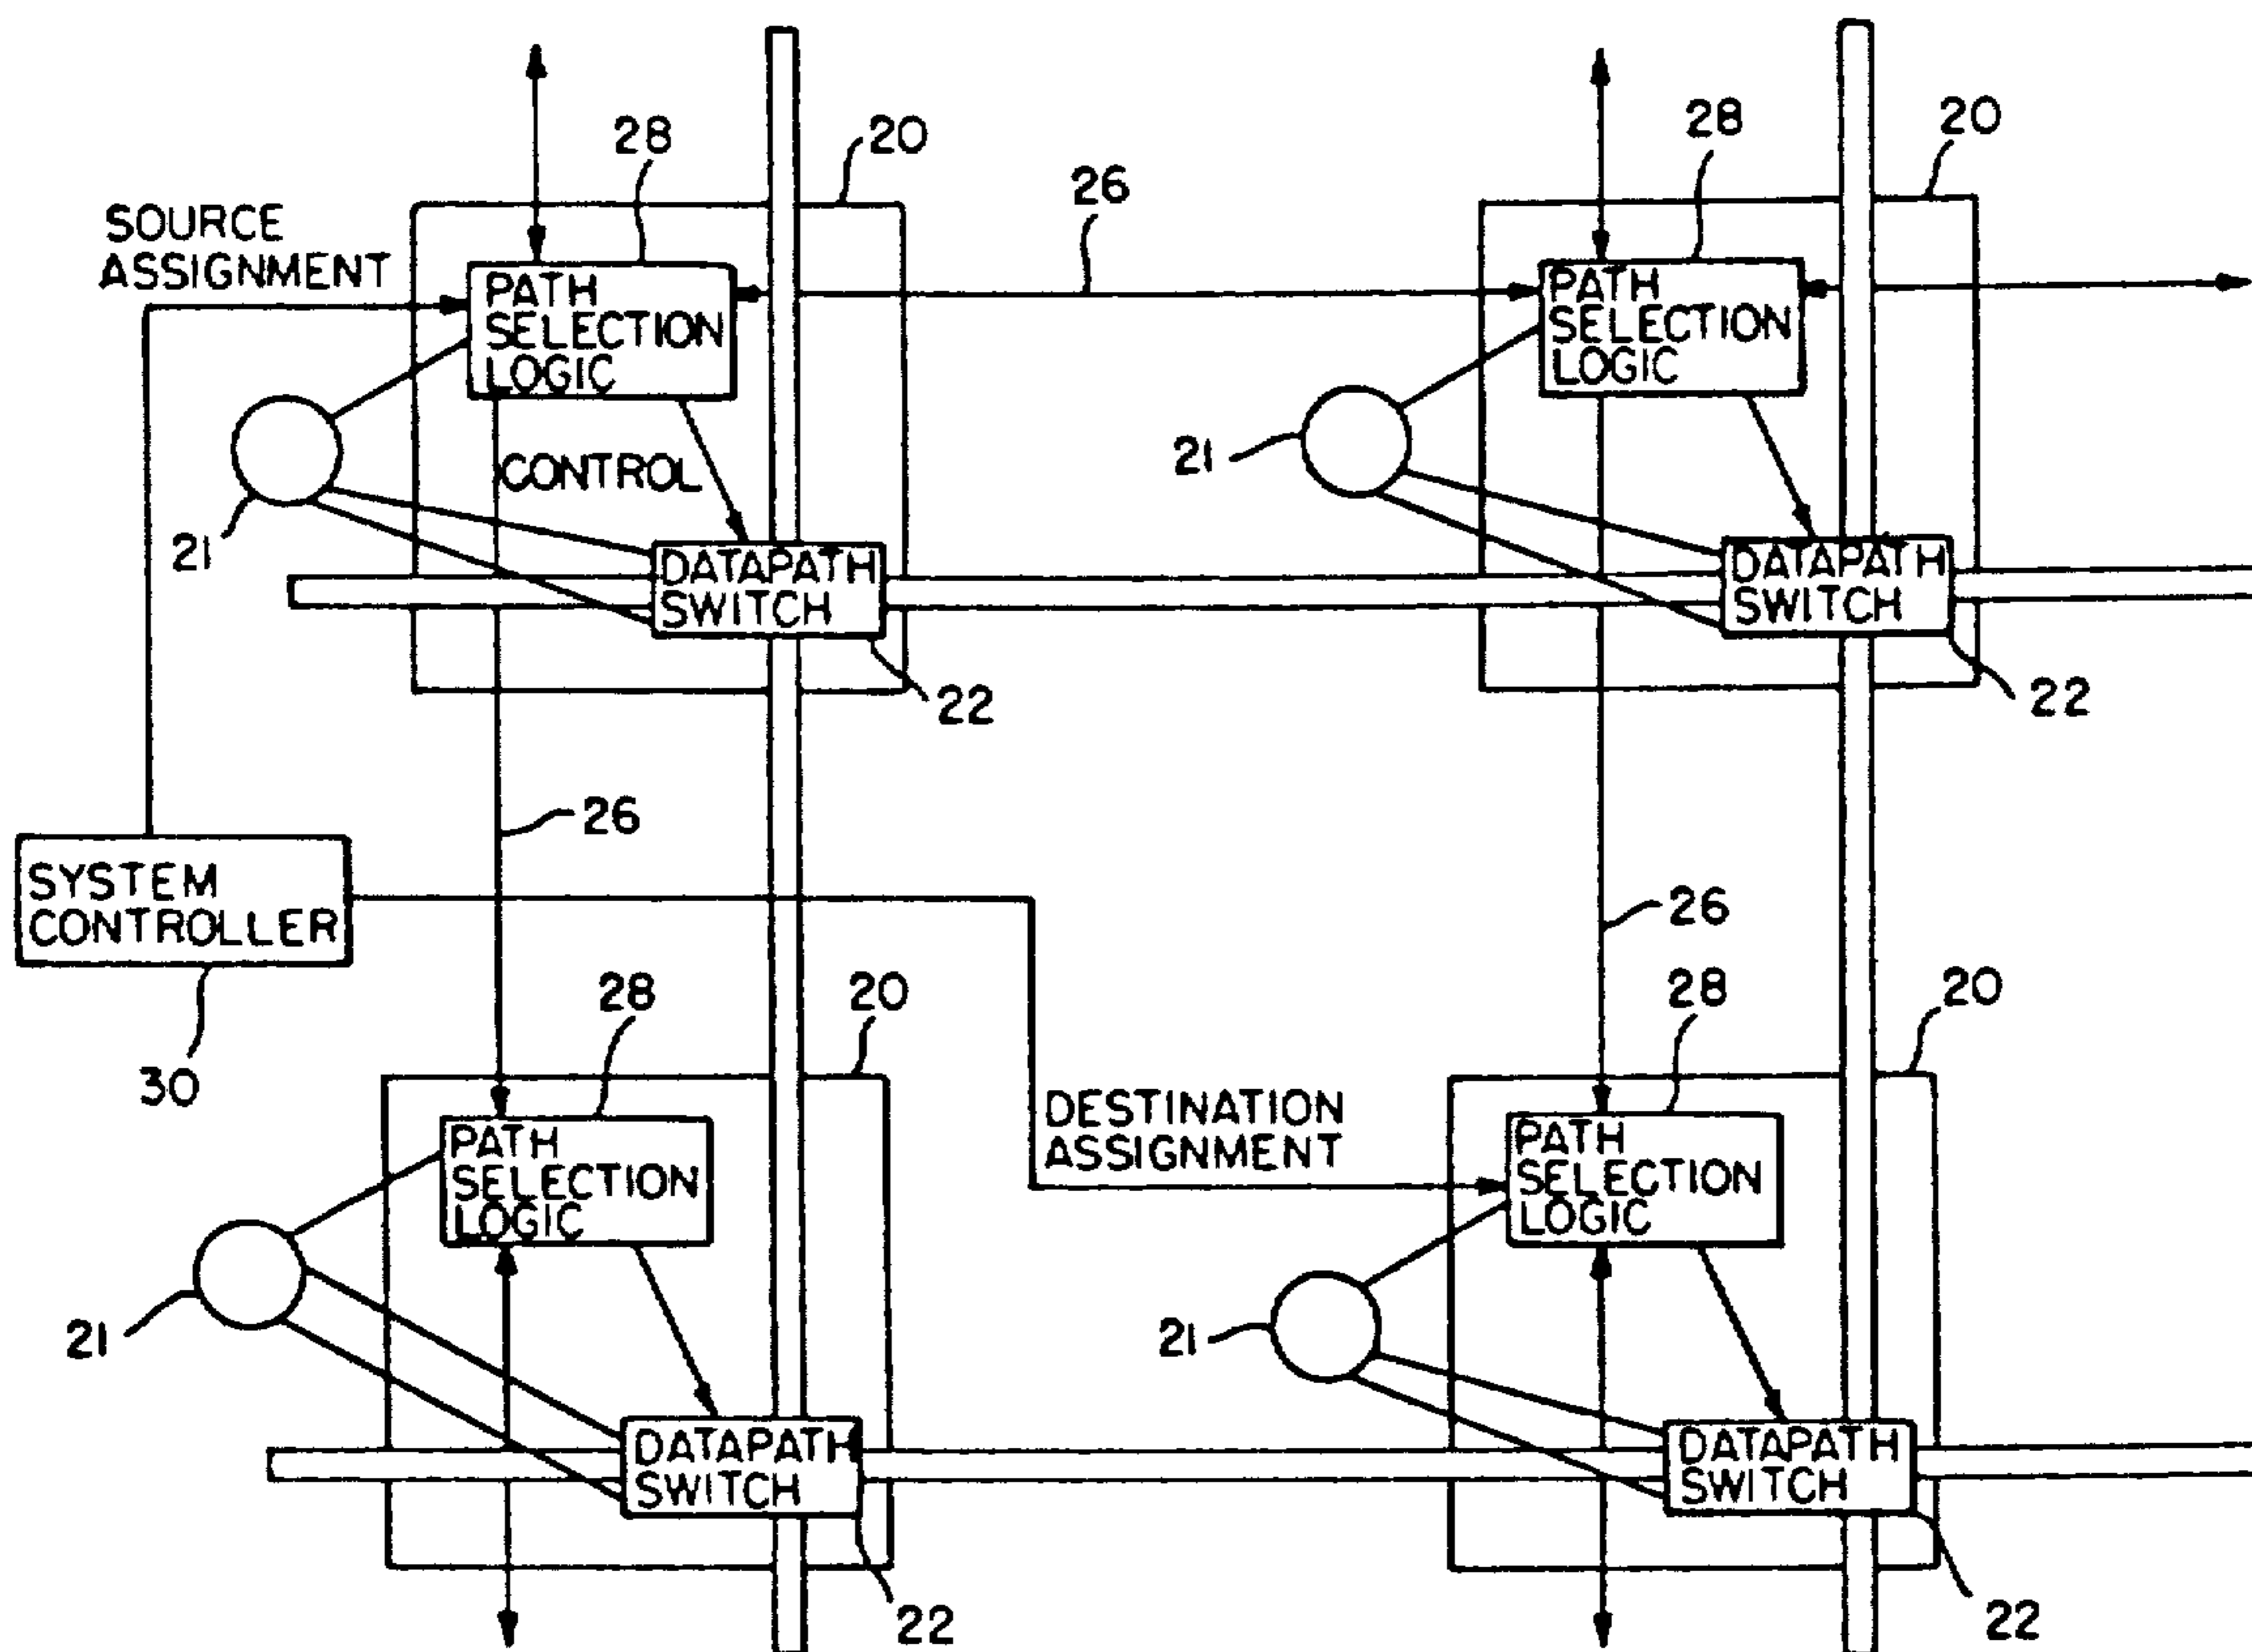 28
20
28
20
SOURCE
ASSIGNMENT
26
PATH
SELECTION
LOGIC
PATH
SELECTION
LOGIC
CONTROL
21
21
DATAPATH
SWITCH
DATAPATH
SWITCH
22
22
26
SYSTEM
CONTROLLER
26
30
28
20
28
20
PATH
SELECTION
LOGIC
DESTINATION
ASSIGNMENT
PATH
SELECTION
LOGIC
21
21
DATAPATH
SWITCH
DATAPATH
SWITCH
22
22